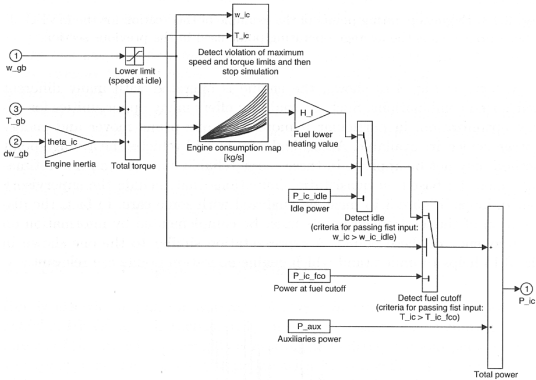 w_ic
T_ic
Detect violation of maximum
speed and torque limits and then
stop simulation
1
w_gb
Lower limit
(speed at idle)
3
T_gb
2
dw_gb
theta_ic
Engine inertia
+
+
Total torque
Engine consumption map
[kg/s]
H_l
Fuel lower
heating value
P_ic_idle
Idle power
Detect idle
(criteria for passing fist input:
w_ic > w_ic_idle)
P_ic_fco
Power at fuel cutoff
Detect fuel cutoff
(criteria for passing fist input:
T_ic > T_ic_fco)
P_aux
Auxiliaries power
+
+
Total power
1
P_ic